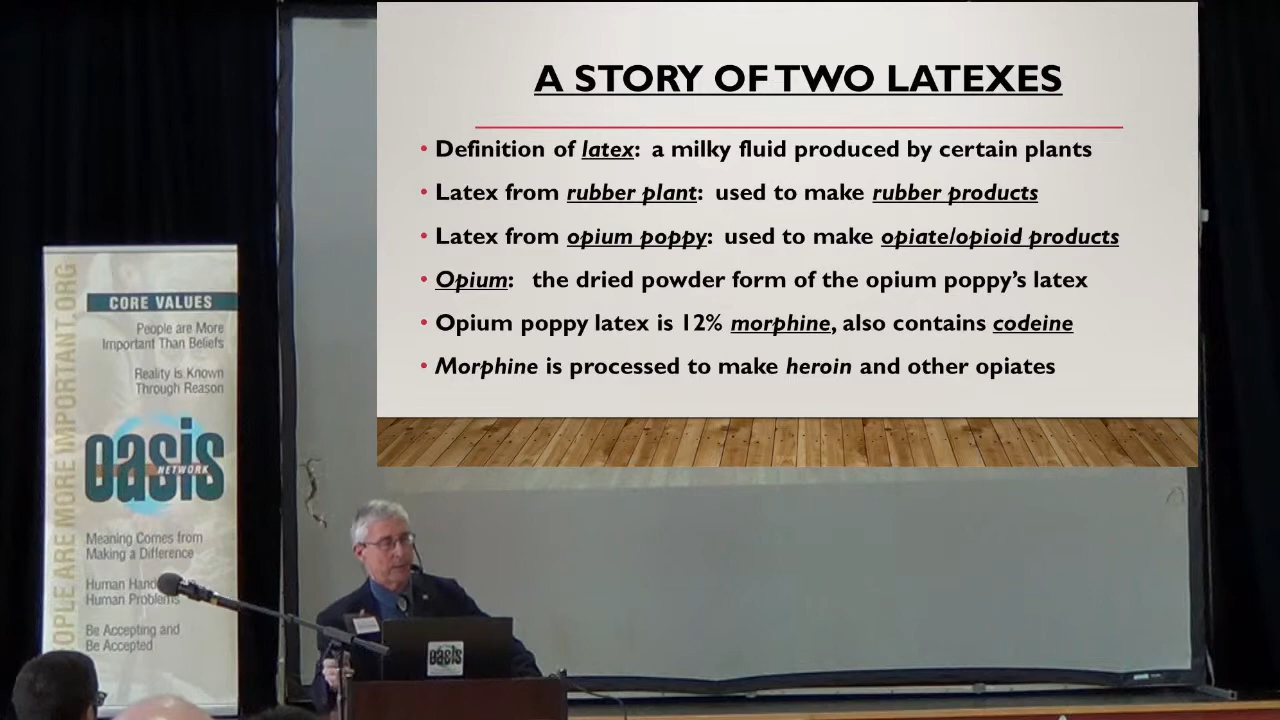 A STORY OF TWO LATEXES
• Definition of latex: a milky fluid produced by certain plants
• Latex from rubber plant: used to make rubber products
• Latex from opium poppy: used to make opiate/opioid products
• Opium: the dried powder form of the opium poppy’s latex
• Opium poppy latex is 12% morphine, also contains codeine
• Morphine is processed to make heroin and other opiates
OPLE ARE MORE IMPORTANT.ORG
CORE VALUES
People are More
Important Than Beliefs
Reality is Known
Through Reason
oasis
NETWORK
Meaning Comes from
Making a Difference
Human Hand
Human Problems
Be Accepting and
Be Accepted
oasis